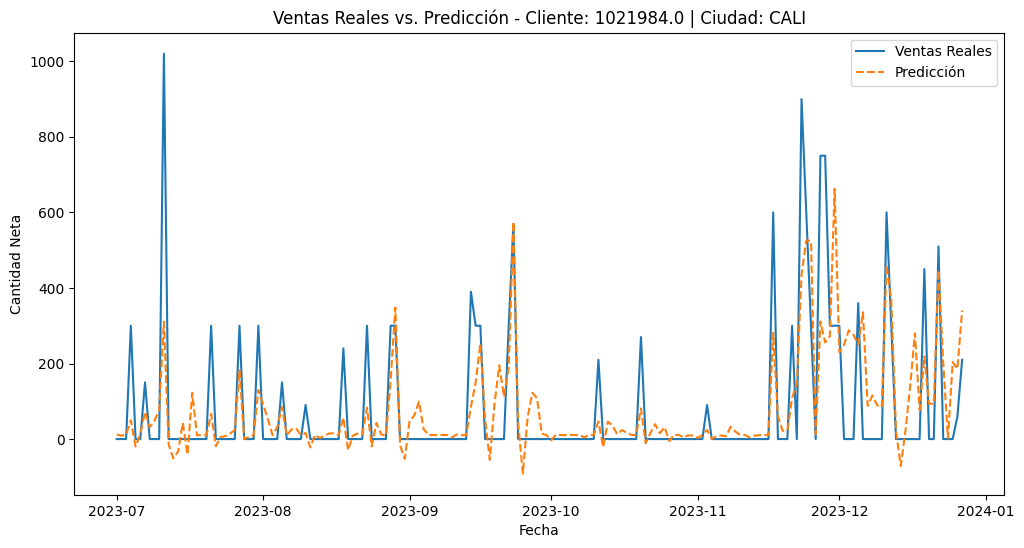 Ventas Reales vs. Predicción - Cliente: 1021984.0 | Ciudad: CALI
Ventas Reales
Predicción
Cantidad Neta
1000
800
600
400
200
0
2023-07
2023-08
2023-09
2023-10
2023-11
2023-12
2024-01
Fecha